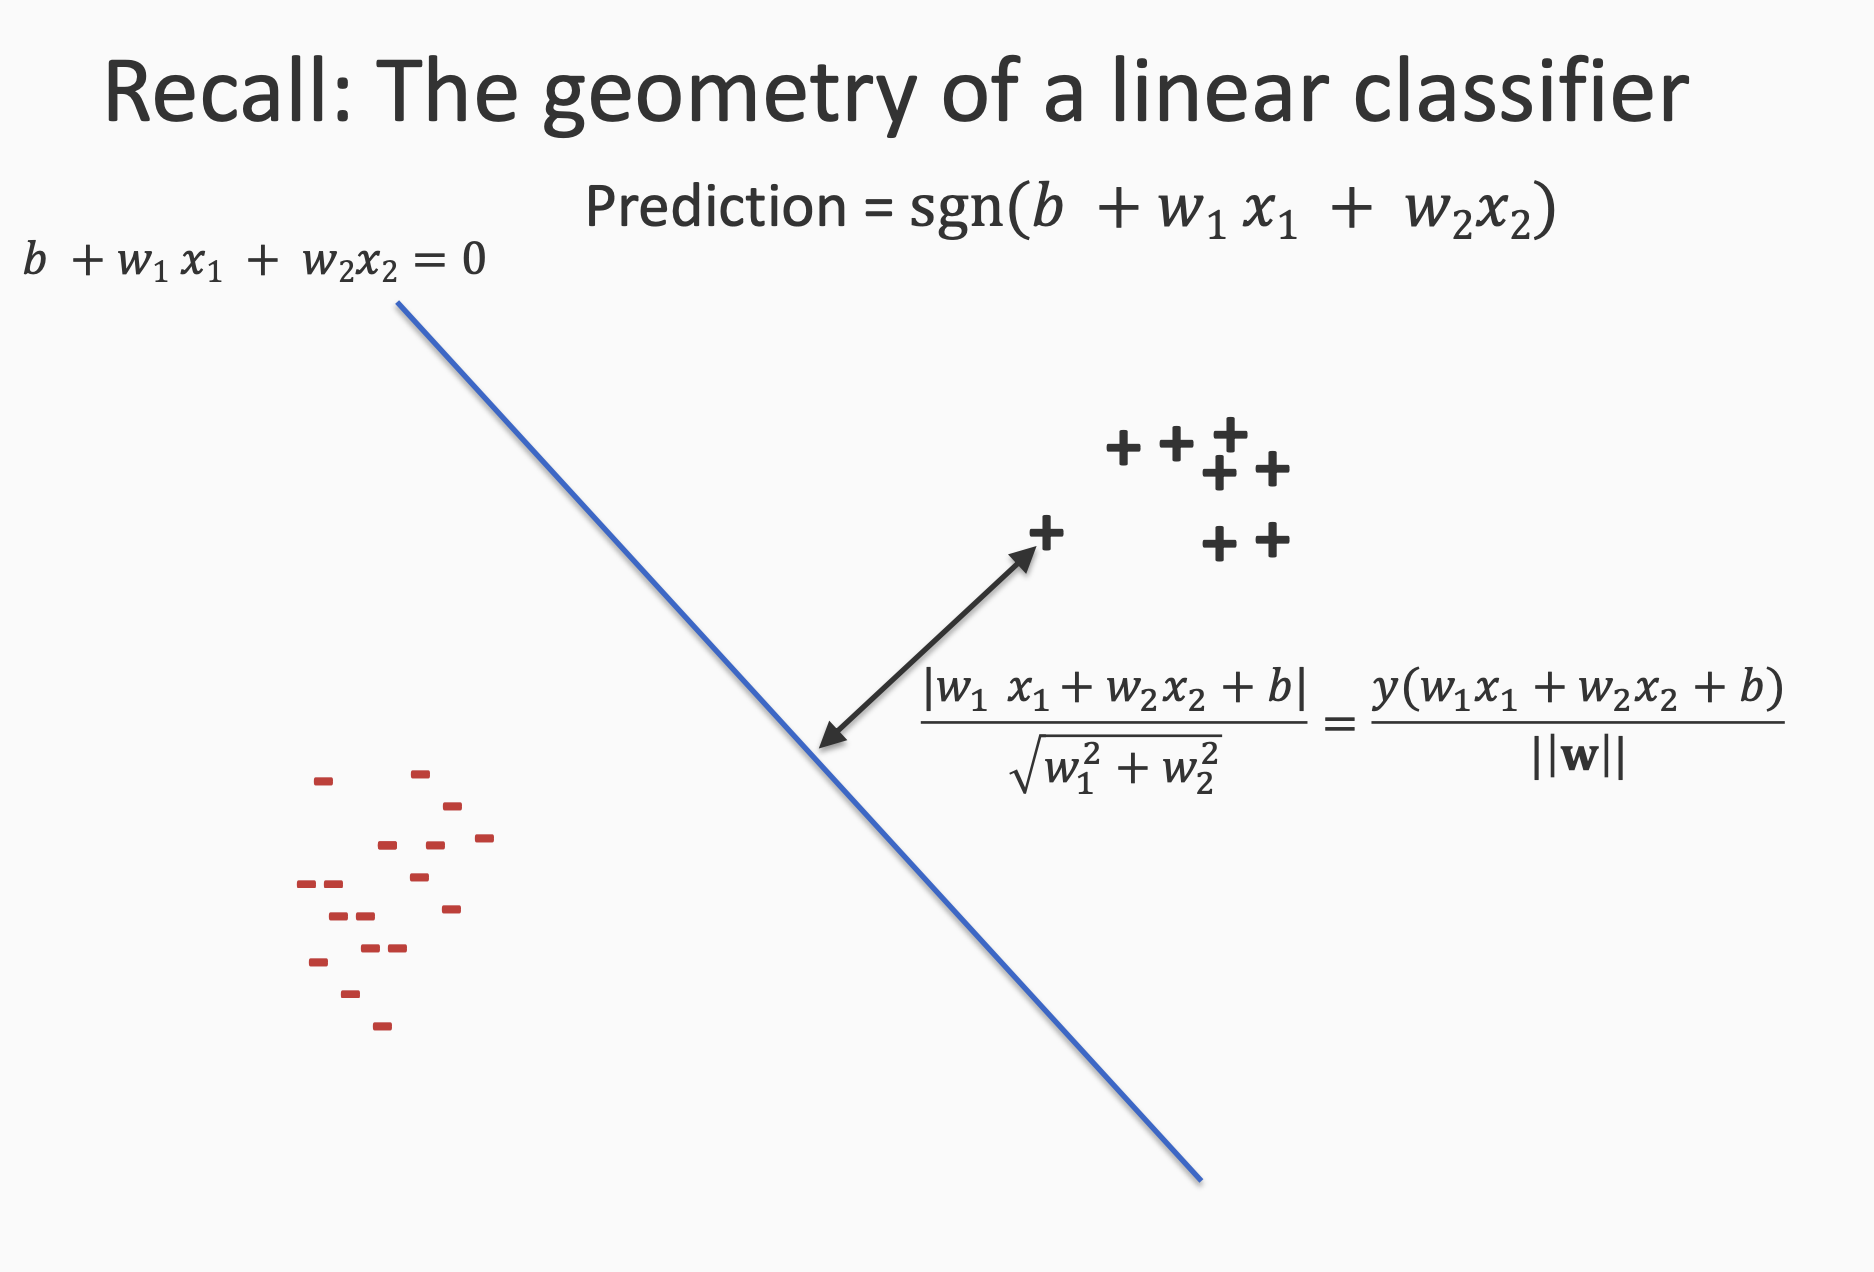 Recall: The geometry of a linear classifier
Prediction = sgn(b + w₁ x₁ + w₂x₂)
b + w₁ x₁ + w₂x₂ = 0
|w₁ x₁ + w₂x₂ + b| / √(w₁² + w₂²) = y(w₁x₁ + w₂x₂ + b) / ||w||